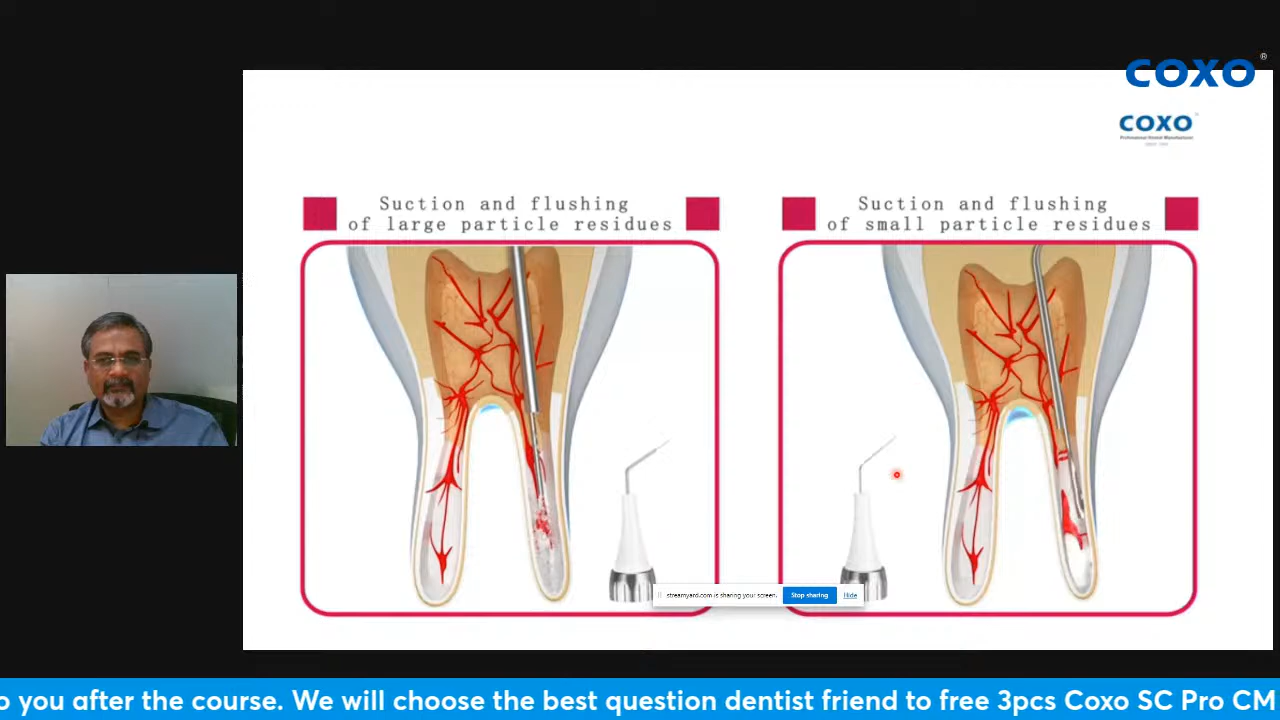 COXO
®
COXO
Professional Dental Manufacturer
Suction and flushing
of large particle residues
Suction and flushing
of small particle residues
streamyard.com is sharing your screen.
Stop sharing
Hide
o you after the course. We will choose the best question dentist friend to free 3pcs Coxo SC Pro CM